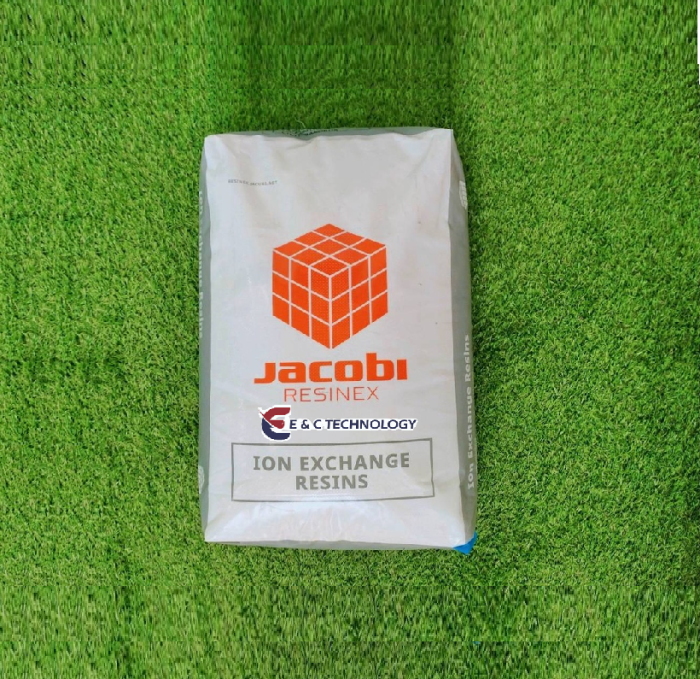 Jacobi
RESINEX
E & C TECHNOLOGY
ION EXCHANGE
RESINS
Ion Exchange Resins